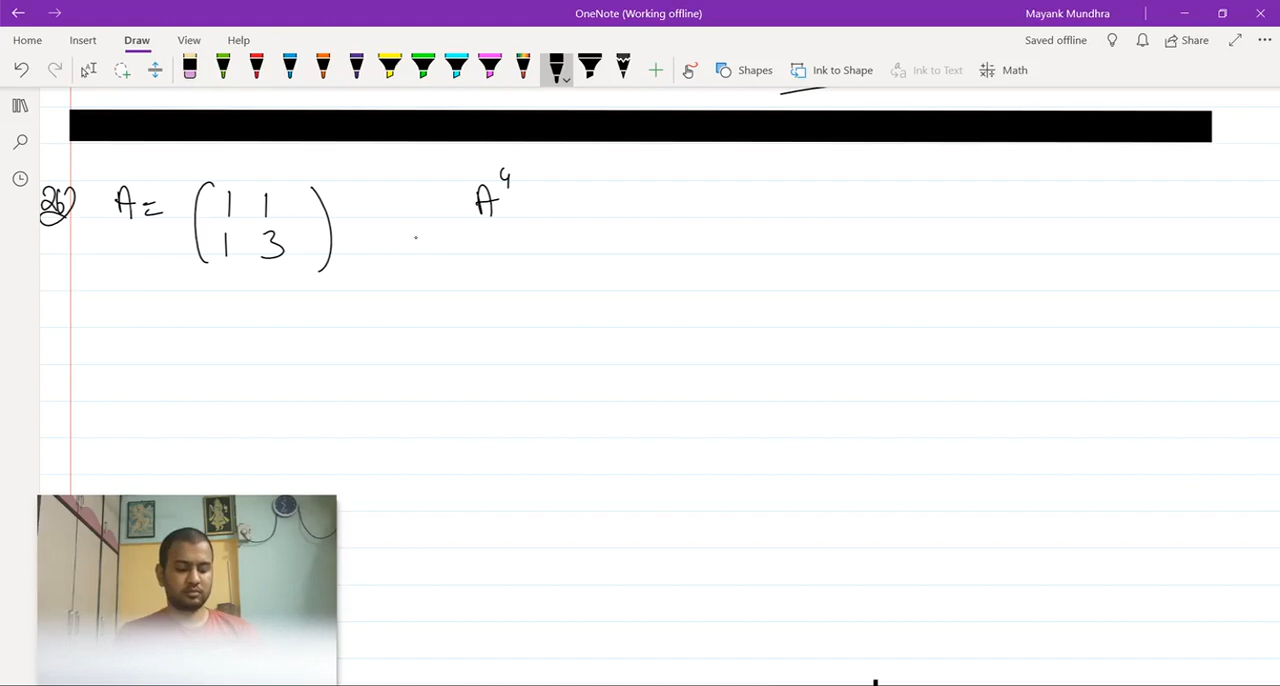 OneNote (Working offline)
Mayank Mundhra
Home Insert Draw View Help
Saved offline Share
Shapes Ink to Shape Ink to Text Math
26) A = ( 1 1 A⁴
1 3 )